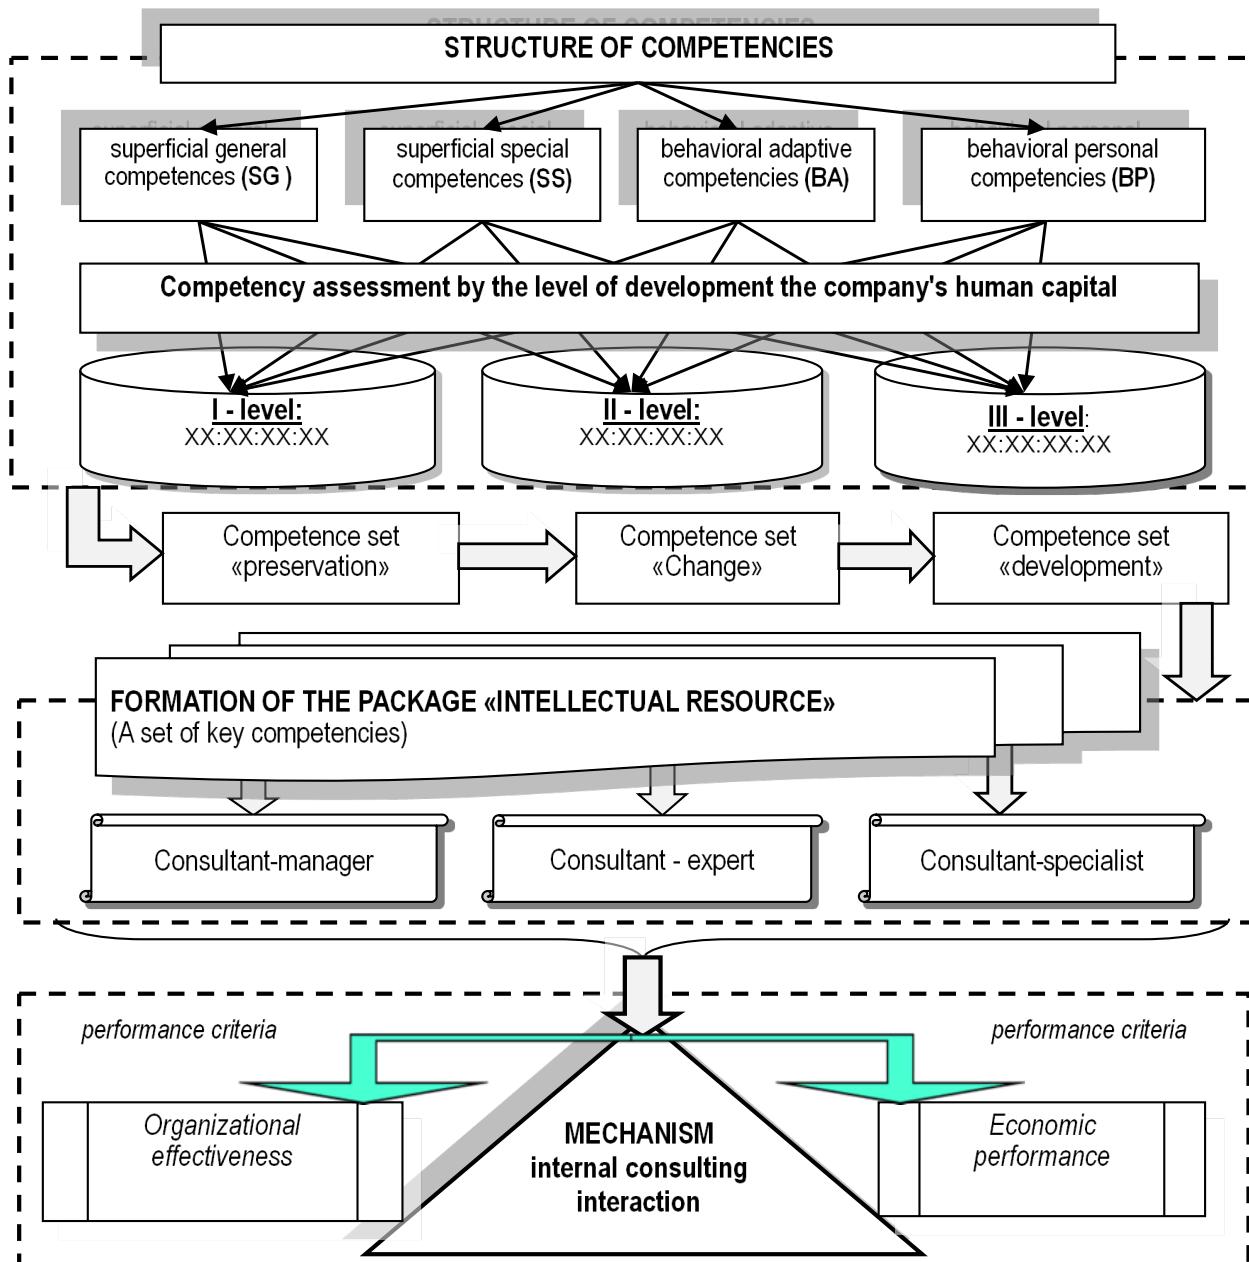 STRUCTURE OF COMPETENCIES
superficial general
competences (SG )
superficial special
competences (SS)
behavioral adaptive
competencies (BA)
behavioral personal
competencies (BP)
Competency assessment by the level of development the company's human capital
I - level:
XX:XX:XX:XX
II - level:
XX:XX:XX:XX
III - level:
XX:XX:XX:XX
Competence set
«preservation»
Competence set
«Change»
Competence set
«development»
FORMATION OF THE PACKAGE «INTELLECTUAL RESOURCE»
(A set of key competencies)
Consultant-manager
Consultant - expert
Consultant-specialist
performance criteria
performance criteria
Organizational
effectiveness
MECHANISM
internal consulting
interaction
Economic
performance